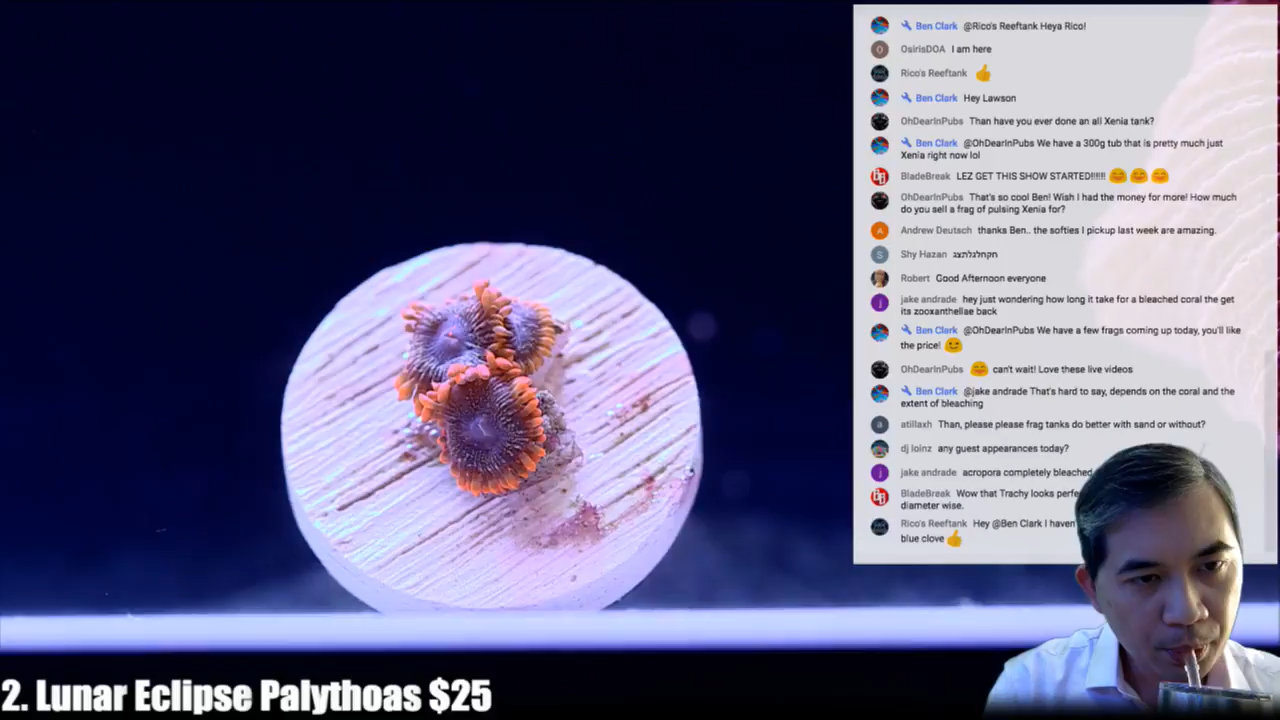 Ben Clark @Rico's Reeftank Heya Rico!
O OsirisDOA I am here
Rico's Reeftank
Ben Clark Hey Lawson
OhDearInPubs Than have you ever done an all Xenia tank?
Ben Clark @OhDearInPubs We have a 300g tub that is pretty much just
Xenia right now lol
BladeBreak LEZ GET THIS SHOW STARTED!!!!!!
OhDearInPubs That's so cool Ben! Wish I had the money for more! How much
do you sell a frag of pulsing Xenia for?
A Andrew Deutsch thanks Ben.. the softies I pickup last week are amazing.
S Shy Hazan חקחלגלתצג
Robert Good Afternoon everyone
j jake andrade hey just wondering how long it take for a bleached coral the get
its zooxanthellae back
Ben Clark @OhDearInPubs We have a few frags coming up today, you'll like
the price!
OhDearInPubs can't wait! Love these live videos
Ben Clark @jake andrade That's hard to say, depends on the coral and the
extent of bleaching
a atillaxh Than, please please frag tanks do better with sand or without?
dj loinz any guest appearances today?
j jake andrade acropora completely bleached
BladeBreak Wow that Trachy looks
diameter wise.
Rico's Reeftank Hey @Ben Clark I
blue clove
2. Lunar Eclipse Palythoas $25